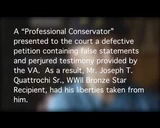 A “Professional Conservator”
presented to the court a defective
petition containing false statements
and perjured testimony provided by
the VA.  As a result, Mr. Joseph T.
Quattrochi Sr., WWII Bronze Star
Recipient, had his liberties taken from
him.